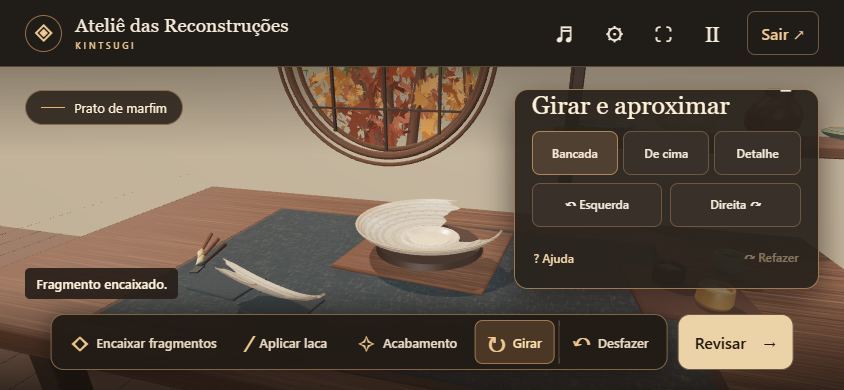 Ateliê das Reconstruções
KINTSUGI
Sair ↗
Prato de marfim
Girar e aproximar
Bancada
De cima
Detalhe
↶ Esquerda
Direita ↷
? Ajuda
↷ Refazer
Fragmento encaixado.
Encaixar fragmentos
Aplicar laca
Acabamento
Girar
Desfazer
Revisar →